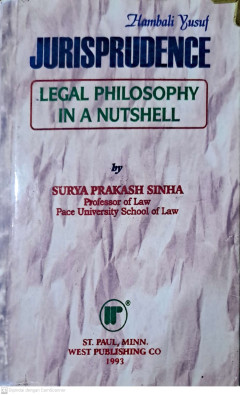 Hambali Yusuf
JURISPRUDENCE
LEGAL PHILOSOPHY
IN A NUTSHELL
by
SURYA PRAKASH SINHA
Professor of Law
Pace University School of Law
ST. PAUL, MINN.
WEST PUBLISHING CO
1993